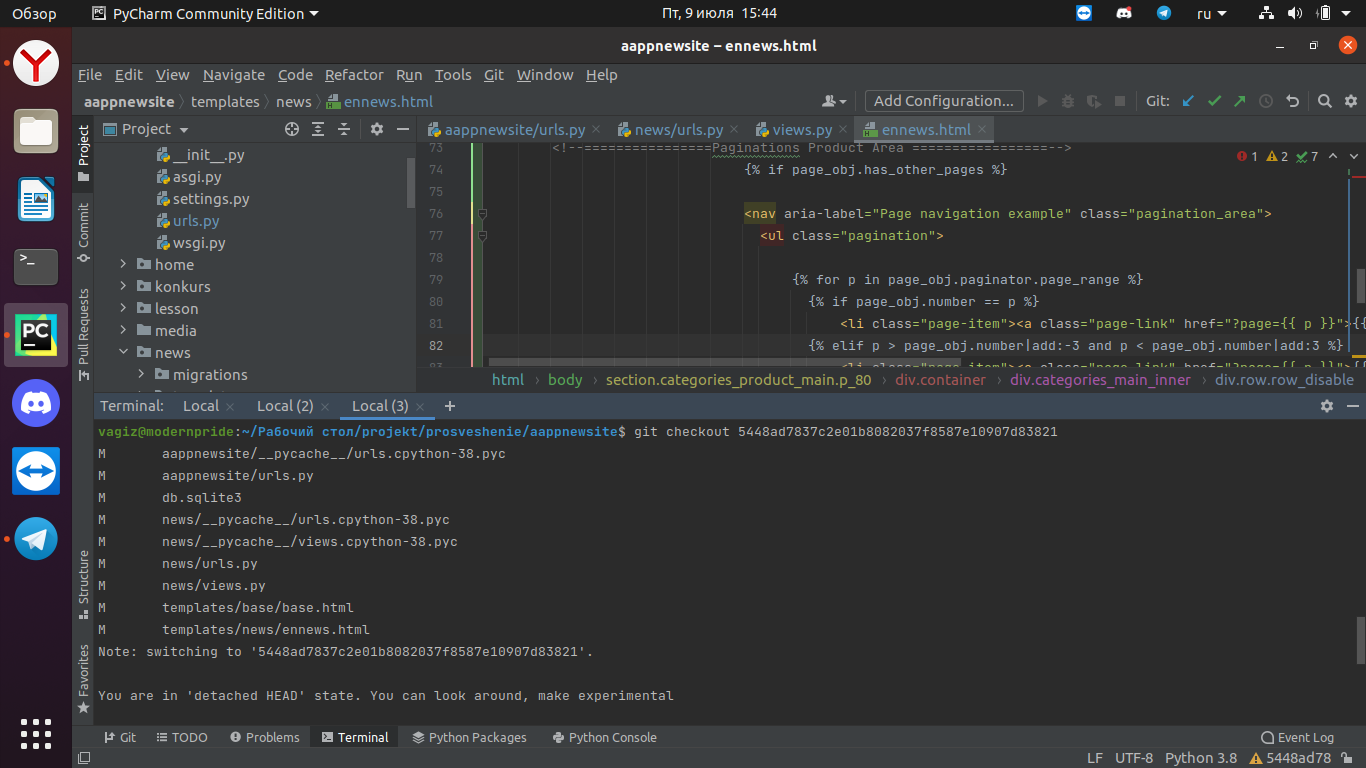 Обзор
PyCharm Community Edition
Пт, 9 июля 15:44
ru
aappnewsite – ennews.html
File Edit View Navigate Code Refactor Run Tools Git Window Help
aappnewsite templates news ennews.html
Add Configuration...
Git:
Project
aappnewsite/urls.py
news/urls.py
views.py
ennews.html
Project
Commit
Pull Requests
Structure
Favorites
__init__.py
asgi.py
settings.py
urls.py
wsgi.py
home
konkurs
lesson
media
news
migrations
1 2 7
73 <!--================Paginations Product Area =================-->
74 {% if page_obj.has_other_pages %}
75
76 <nav aria-label="Page navigation example" class="pagination_area">
77 <ul class="pagination">
78
79 {% for p in page_obj.paginator.page_range %}
80 {% if page_obj.number == p %}
81 <li class="page-item"><a class="page-link" href="?page={{ p }}">{{
82 {% elif p > page_obj.number|add:-3 and p < page_obj.number|add:3 %}
html body section.categories_product_main.p_80 div.container div.categories_main_inner div.row.row_disable
Terminal: Local Local (2) Local (3)
vagiz@modernpride:~/Рабочий стол/projekt/prosveshenie/aappnewsite$ git checkout 5448ad7837c2e01b8082037f8587e10907d83821
M aappnewsite/__pycache__/urls.cpython-38.pyc
M aappnewsite/urls.py
M db.sqlite3
M news/__pycache__/urls.cpython-38.pyc
M news/__pycache__/views.cpython-38.pyc
M news/urls.py
M news/views.py
M templates/base/base.html
M templates/news/ennews.html
Note: switching to '5448ad7837c2e01b8082037f8587e10907d83821'.
You are in 'detached HEAD' state. You can look around, make experimental
Git TODO Problems Terminal Python Packages Python Console Event Log
LF UTF-8 Python 3.8 5448ad78